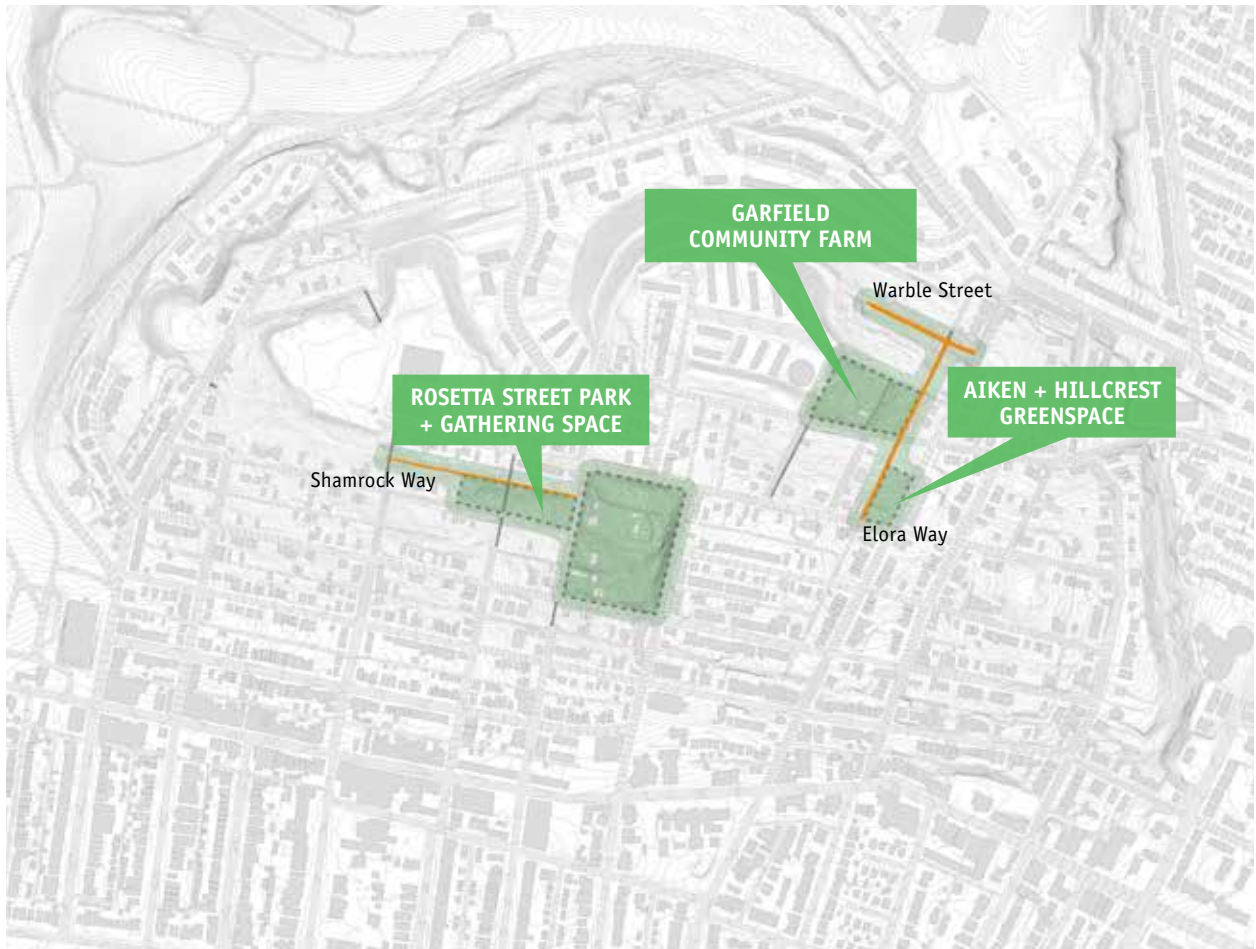 GARFIELD
COMMUNITY FARM
Warble Street
ROSETTA STREET PARK
+ GATHERING SPACE
AIKEN + HILLCREST
GREENSPACE
Shamrock Way
Elora Way